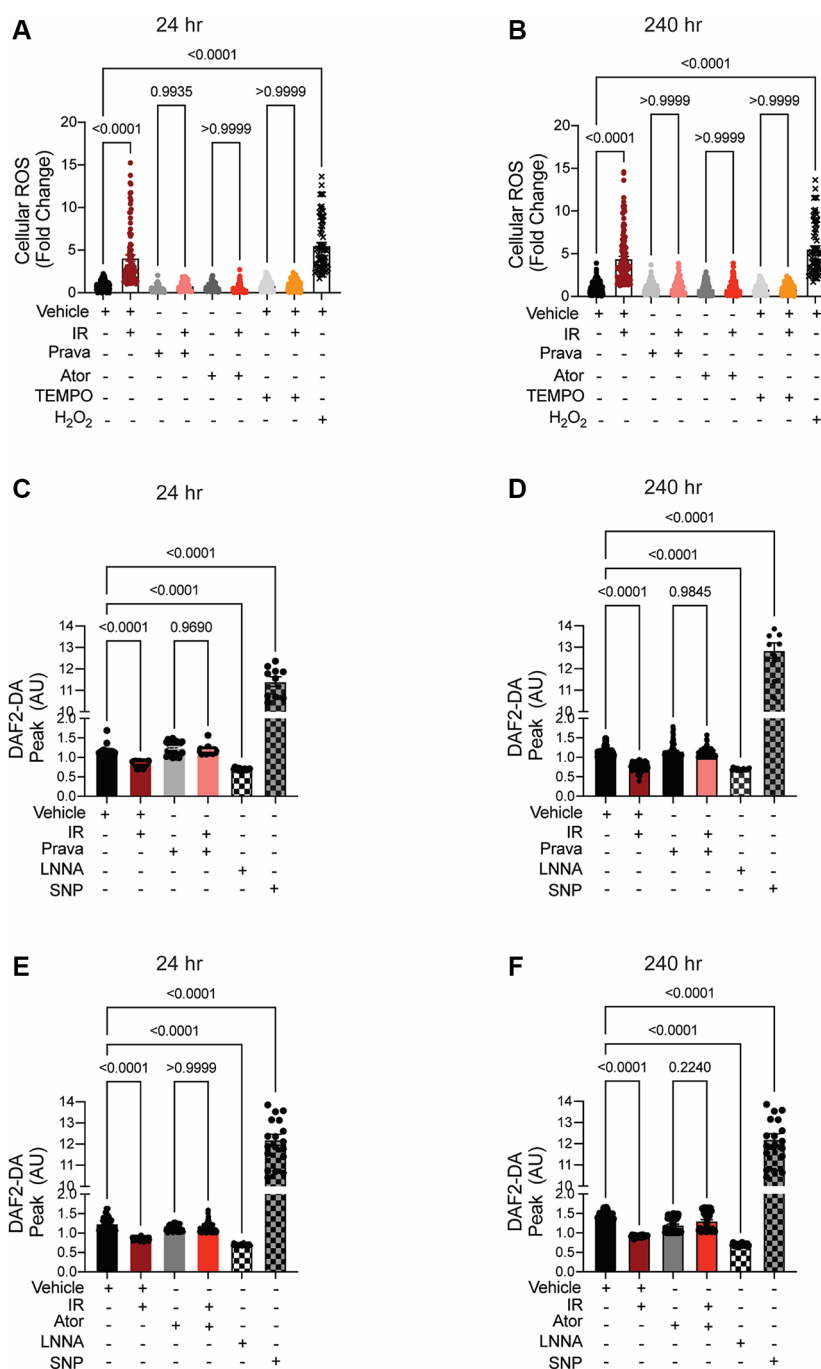 A
24 hr
<0.0001
0.9935
>0.9999
<0.0001
>0.9999
Cellular ROS
(Fold Change)
20
15
10
5
0
Vehicle + + - - - - + + +
IR - + - + - + - + -
Prava - - + + - - - - -
Ator - - - - + + - - -
TEMPO - - - - - - + + -
H2O2 - - - - - - - - +
B
240 hr
<0.0001
>0.9999
>0.9999
<0.0001
>0.9999
Cellular ROS
(Fold Change)
20
15
10
5
0
Vehicle + + - - - - + + +
IR - + - + - + - + -
Prava - - + + - - - - -
Ator - - - - + + - - -
TEMPO - - - - - - + + -
H2O2 - - - - - - - - +
C
24 hr
<0.0001
<0.0001
<0.0001
0.9690
DAF2-DA
Peak (AU)
14
13
12
11
10
2.0
1.5
1.0
0.5
0.0
Vehicle + + - - - -
IR - + - + - -
Prava - - + + - -
LNNA - - - - + -
SNP - - - - - +
D
240 hr
<0.0001
<0.0001
<0.0001
0.9845
DAF2-DA
Peak (AU)
14
13
12
11
10
2.0
1.5
1.0
0.5
0.0
Vehicle + + - - - -
IR - + - + - -
Prava - - + + - -
LNNA - - - - + -
SNP - - - - - +
E
24 hr
<0.0001
<0.0001
<0.0001
>0.9999
DAF2-DA
Peak (AU)
14
13
12
11
10
2.0
1.5
1.0
0.5
0.0
Vehicle + + - - - -
IR - + - + - -
Ator - - + + - -
LNNA - - - - + -
SNP - - - - - +
F
240 hr
<0.0001
<0.0001
<0.0001
0.2240
DAF2-DA
Peak (AU)
14
13
12
11
10
2.0
1.5
1.0
0.5
0.0
Vehicle + + - - - -
IR - + - + - -
Ator - - + + - -
LNNA - - - - + -
SNP - - - - - +